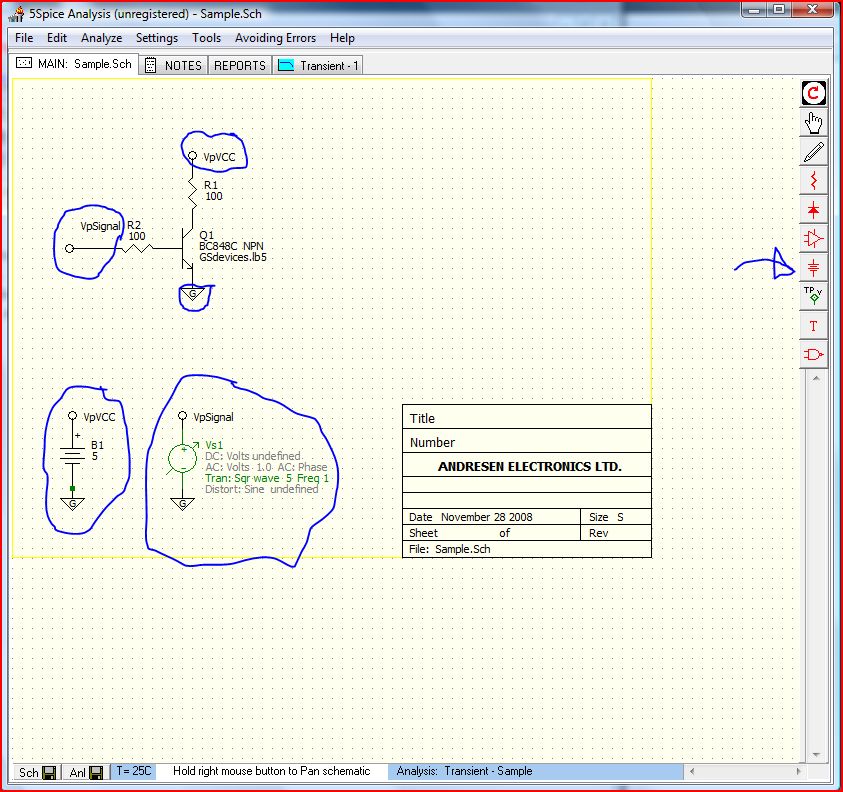 5Spice Analysis (unregistered) - Sample.Sch
File Edit Analyze Settings Tools Avoiding Errors Help
MAIN: Sample.Sch NOTES REPORTS Transient - 1
VpVCC
R1
100
VpSignal R2
100
Q1
BC848C NPN
GSdevices.lb5
G
TP v
T
VpVCC
+
B1
5
G
VpSignal
+
Vs1
DC: Volts undefined
AC: Volts 1.0 AC: Phase
Tran: Sqr wave 5 Freq 1
Distort: Sine undefined
G
Title
Number
ANDRESEN ELECTRONICS LTD.
Date November 28 2008 Size S
Sheet of Rev
File: Sample.Sch
Sch Anl T= 25C Hold right mouse button to Pan schematic Analysis: Transient - Sample